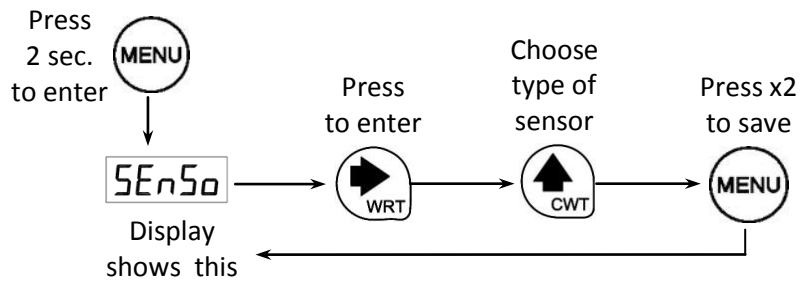 Press
2 sec.
to enter
MENU
SEnSo
Display
shows this
Press
to enter
WRT
Choose
type of
sensor
CWT
Press x2
to save
MENU